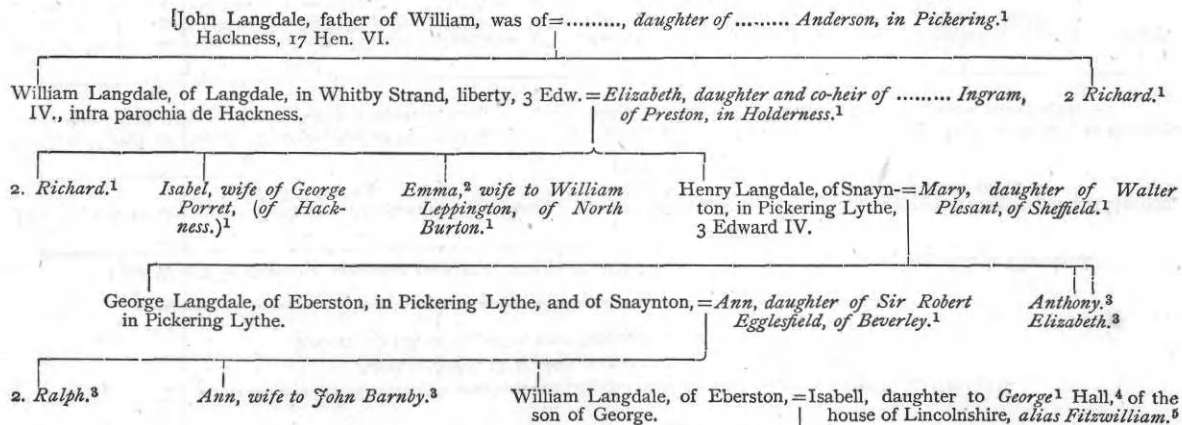 [John Langdale, father of William, was of=........., daughter of ......... Anderson, in Pickering.¹
Hackness, 17 Hen. VI.
William Langdale, of Langdale, in Whitby Strand, liberty, 3 Edw.=Elizabeth, daughter and co-heir of ......... Ingram,
IV., infra parochia de Hackness.
of Preston, in Holderness.¹
2 Richard.¹
2. Richard.¹
Isabel, wife of George
Porret, (of Hack-
ness.)¹
Emma,² wife to William
Leppington, of North
Burton.¹
Henry Langdale, of Snayn-=Mary, daughter of Walter
ton, in Pickering Lythe,
3 Edward IV.
Plesant, of Sheffield.¹
George Langdale, of Eberston, in Pickering Lythe, and of Snaynton,=Ann, daughter of Sir Robert
in Pickering Lythe.
Egglesfield, of Beverley.¹
Anthony.³
Elizabeth.³
2. Ralph.³
Ann, wife to John Barnby.³
William Langdale, of Eberston,=Isabell, daughter to George¹ Hall,⁴ of the
son of George.
house of Lincolnshire, alias Fitzwilliam.⁵